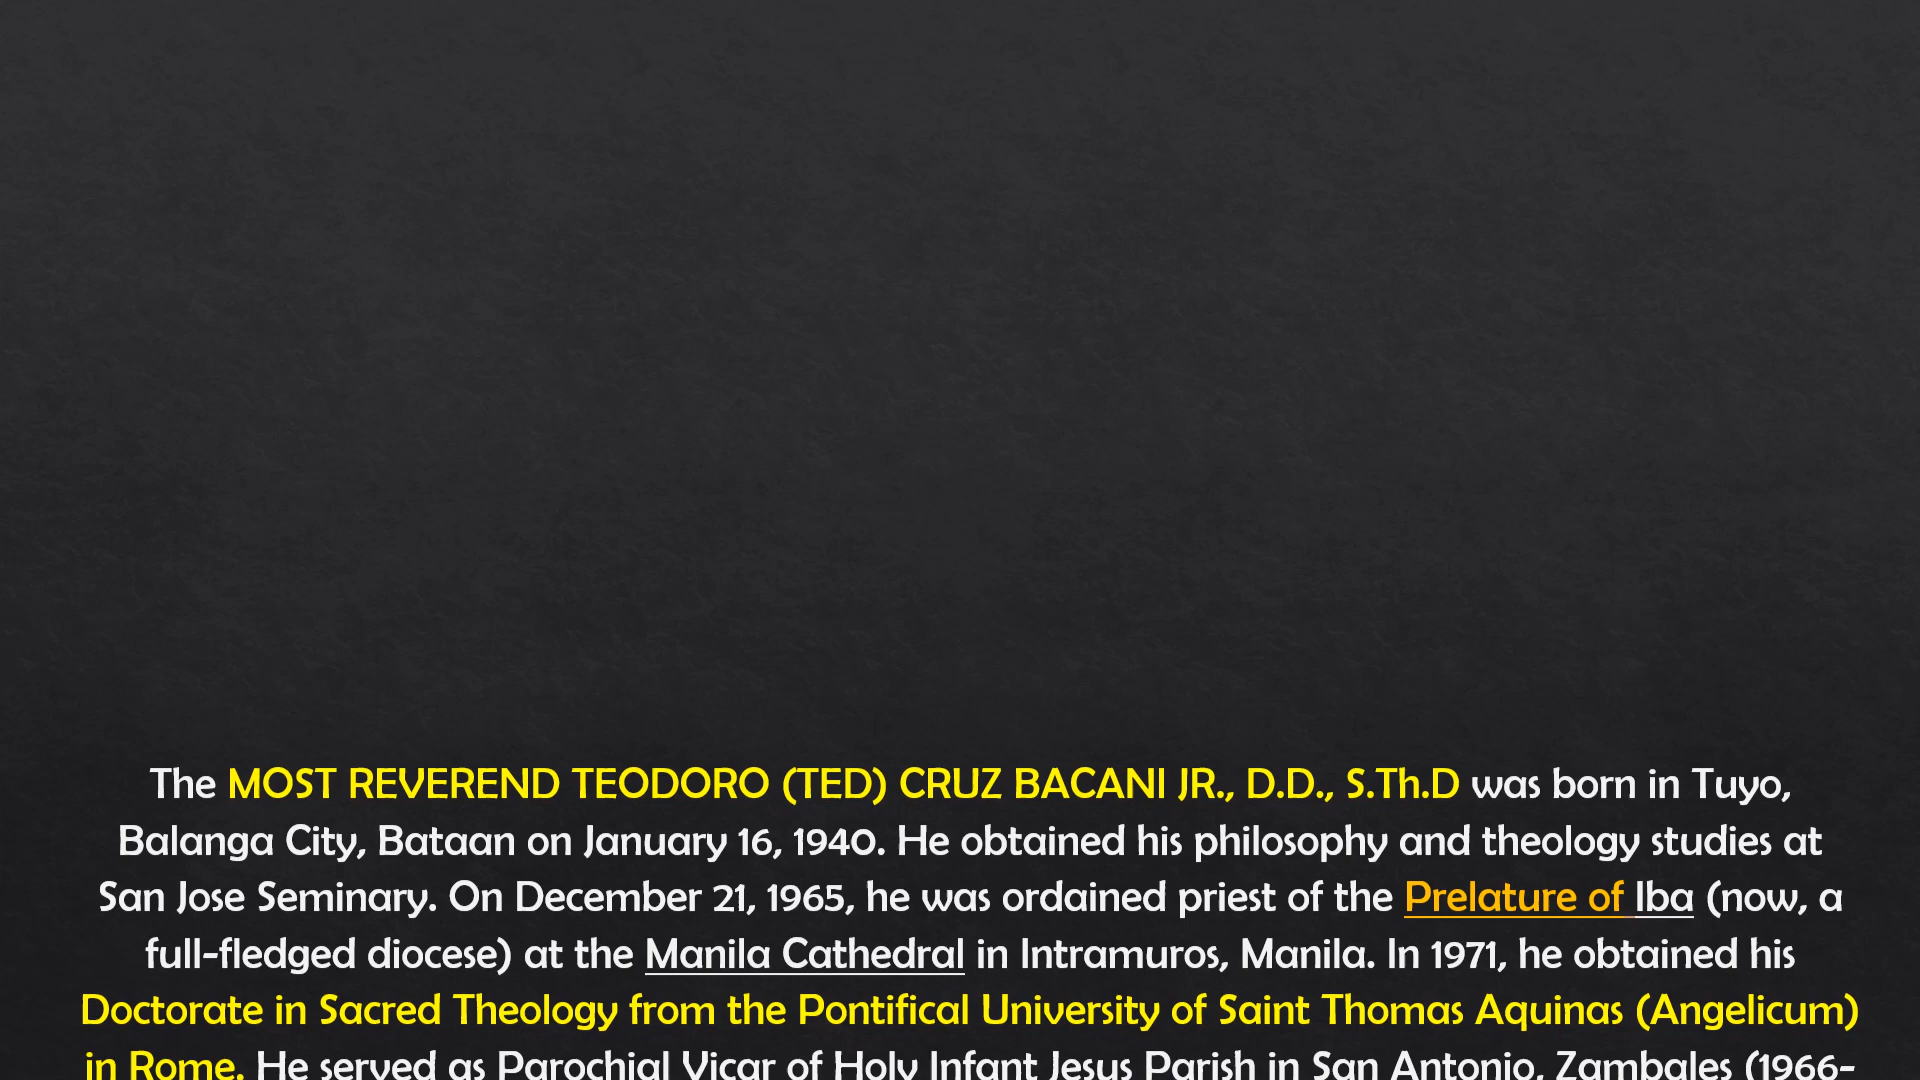 The MOST REVEREND TEODORO (TED) CRUZ BACANI JR., D.D., S.Th.D was born in Tuyo,
Balanga City, Bataan on January 16, 1940. He obtained his philosophy and theology studies at
San Jose Seminary. On December 21, 1965, he was ordained priest of the Prelature of Iba (now, a
full-fledged diocese) at the Manila Cathedral in Intramuros, Manila. In 1971, he obtained his
Doctorate in Sacred Theology from the Pontifical University of Saint Thomas Aquinas (Angelicum)
in Rome. He served as Parochial Vicar of Holy Infant Jesus Parish in San Antonio, Zambales (1966-